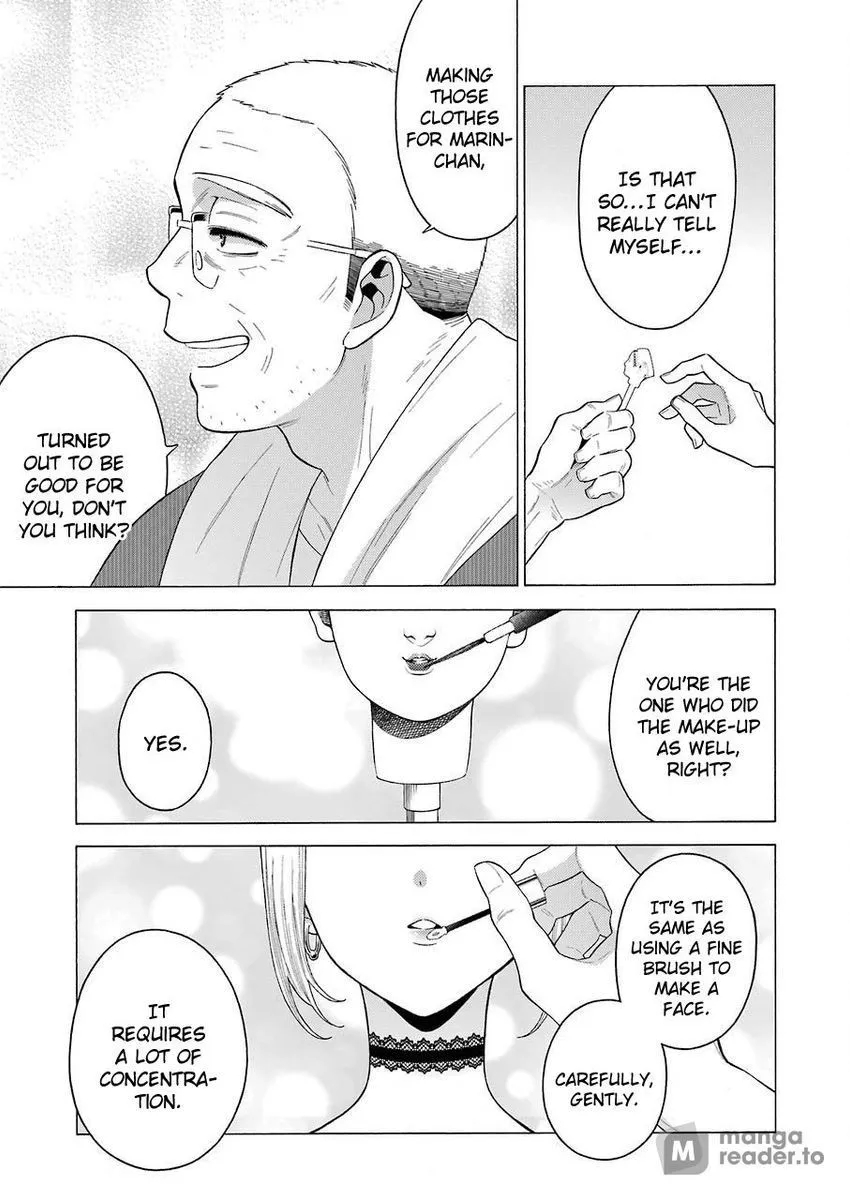 IS THAT
SO...I CAN'T
REALLY TELL
MYSELF...
MAKING
THOSE
CLOTHES
FOR MARIN-
CHAN,
TURNED
OUT TO BE
GOOD FOR
YOU, DON'T
YOU THINK?
YOU'RE THE
ONE WHO DID
THE MAKE-UP
AS WELL,
RIGHT?
YES.
IT'S THE
SAME AS
USING A FINE
BRUSH TO
MAKE A
FACE.
CAREFULLY,
GENTLY.
IT
REQUIRES
A LOT OF
CONCENTRA-
TION.
M manga
reader.to